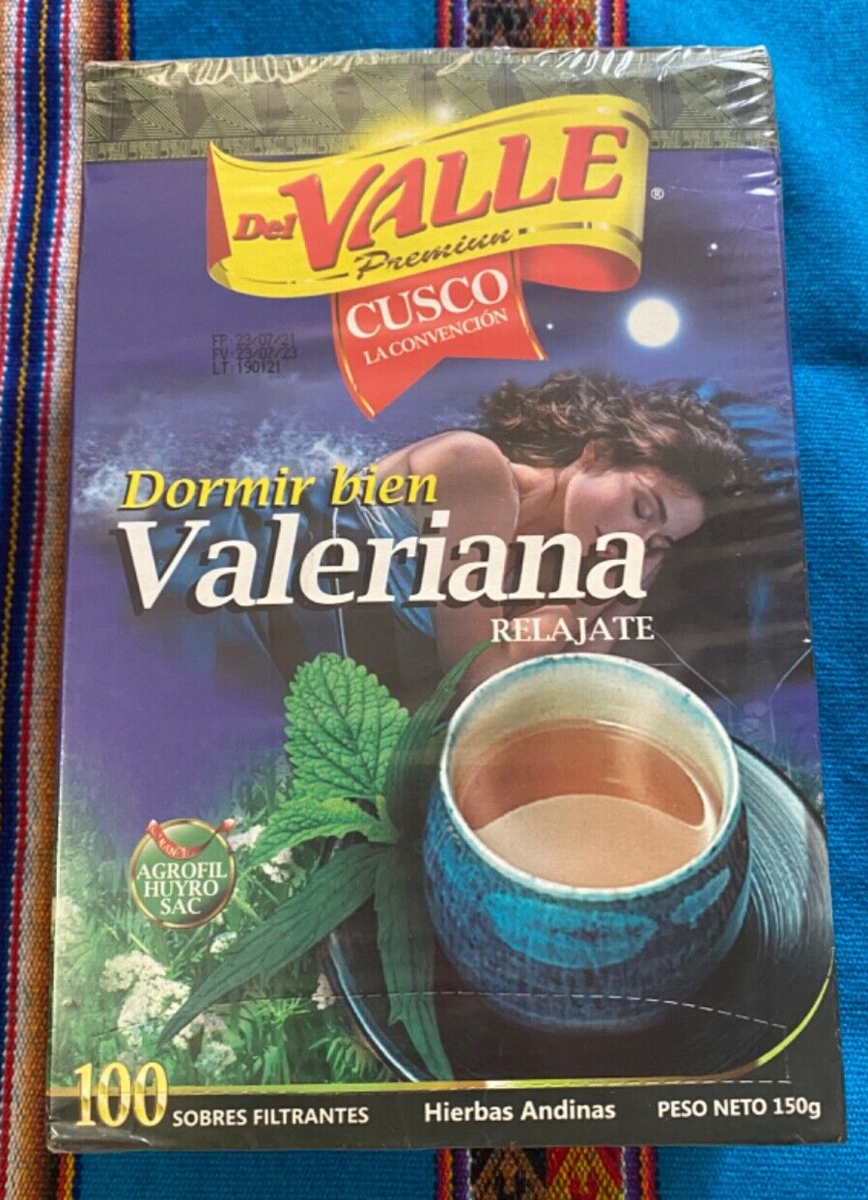 Del VALLE
®
Premiun
CUSCO
LA CONVENCIÓN
FP: 23/07/21
FV: 23/07/23
LT: 190121
Dormir bien
Valeriana
RELAJATE
AGROFIL
HUYRO
SAC
100 SOBRES FILTRANTES
Hierbas Andinas
PESO NETO 150g